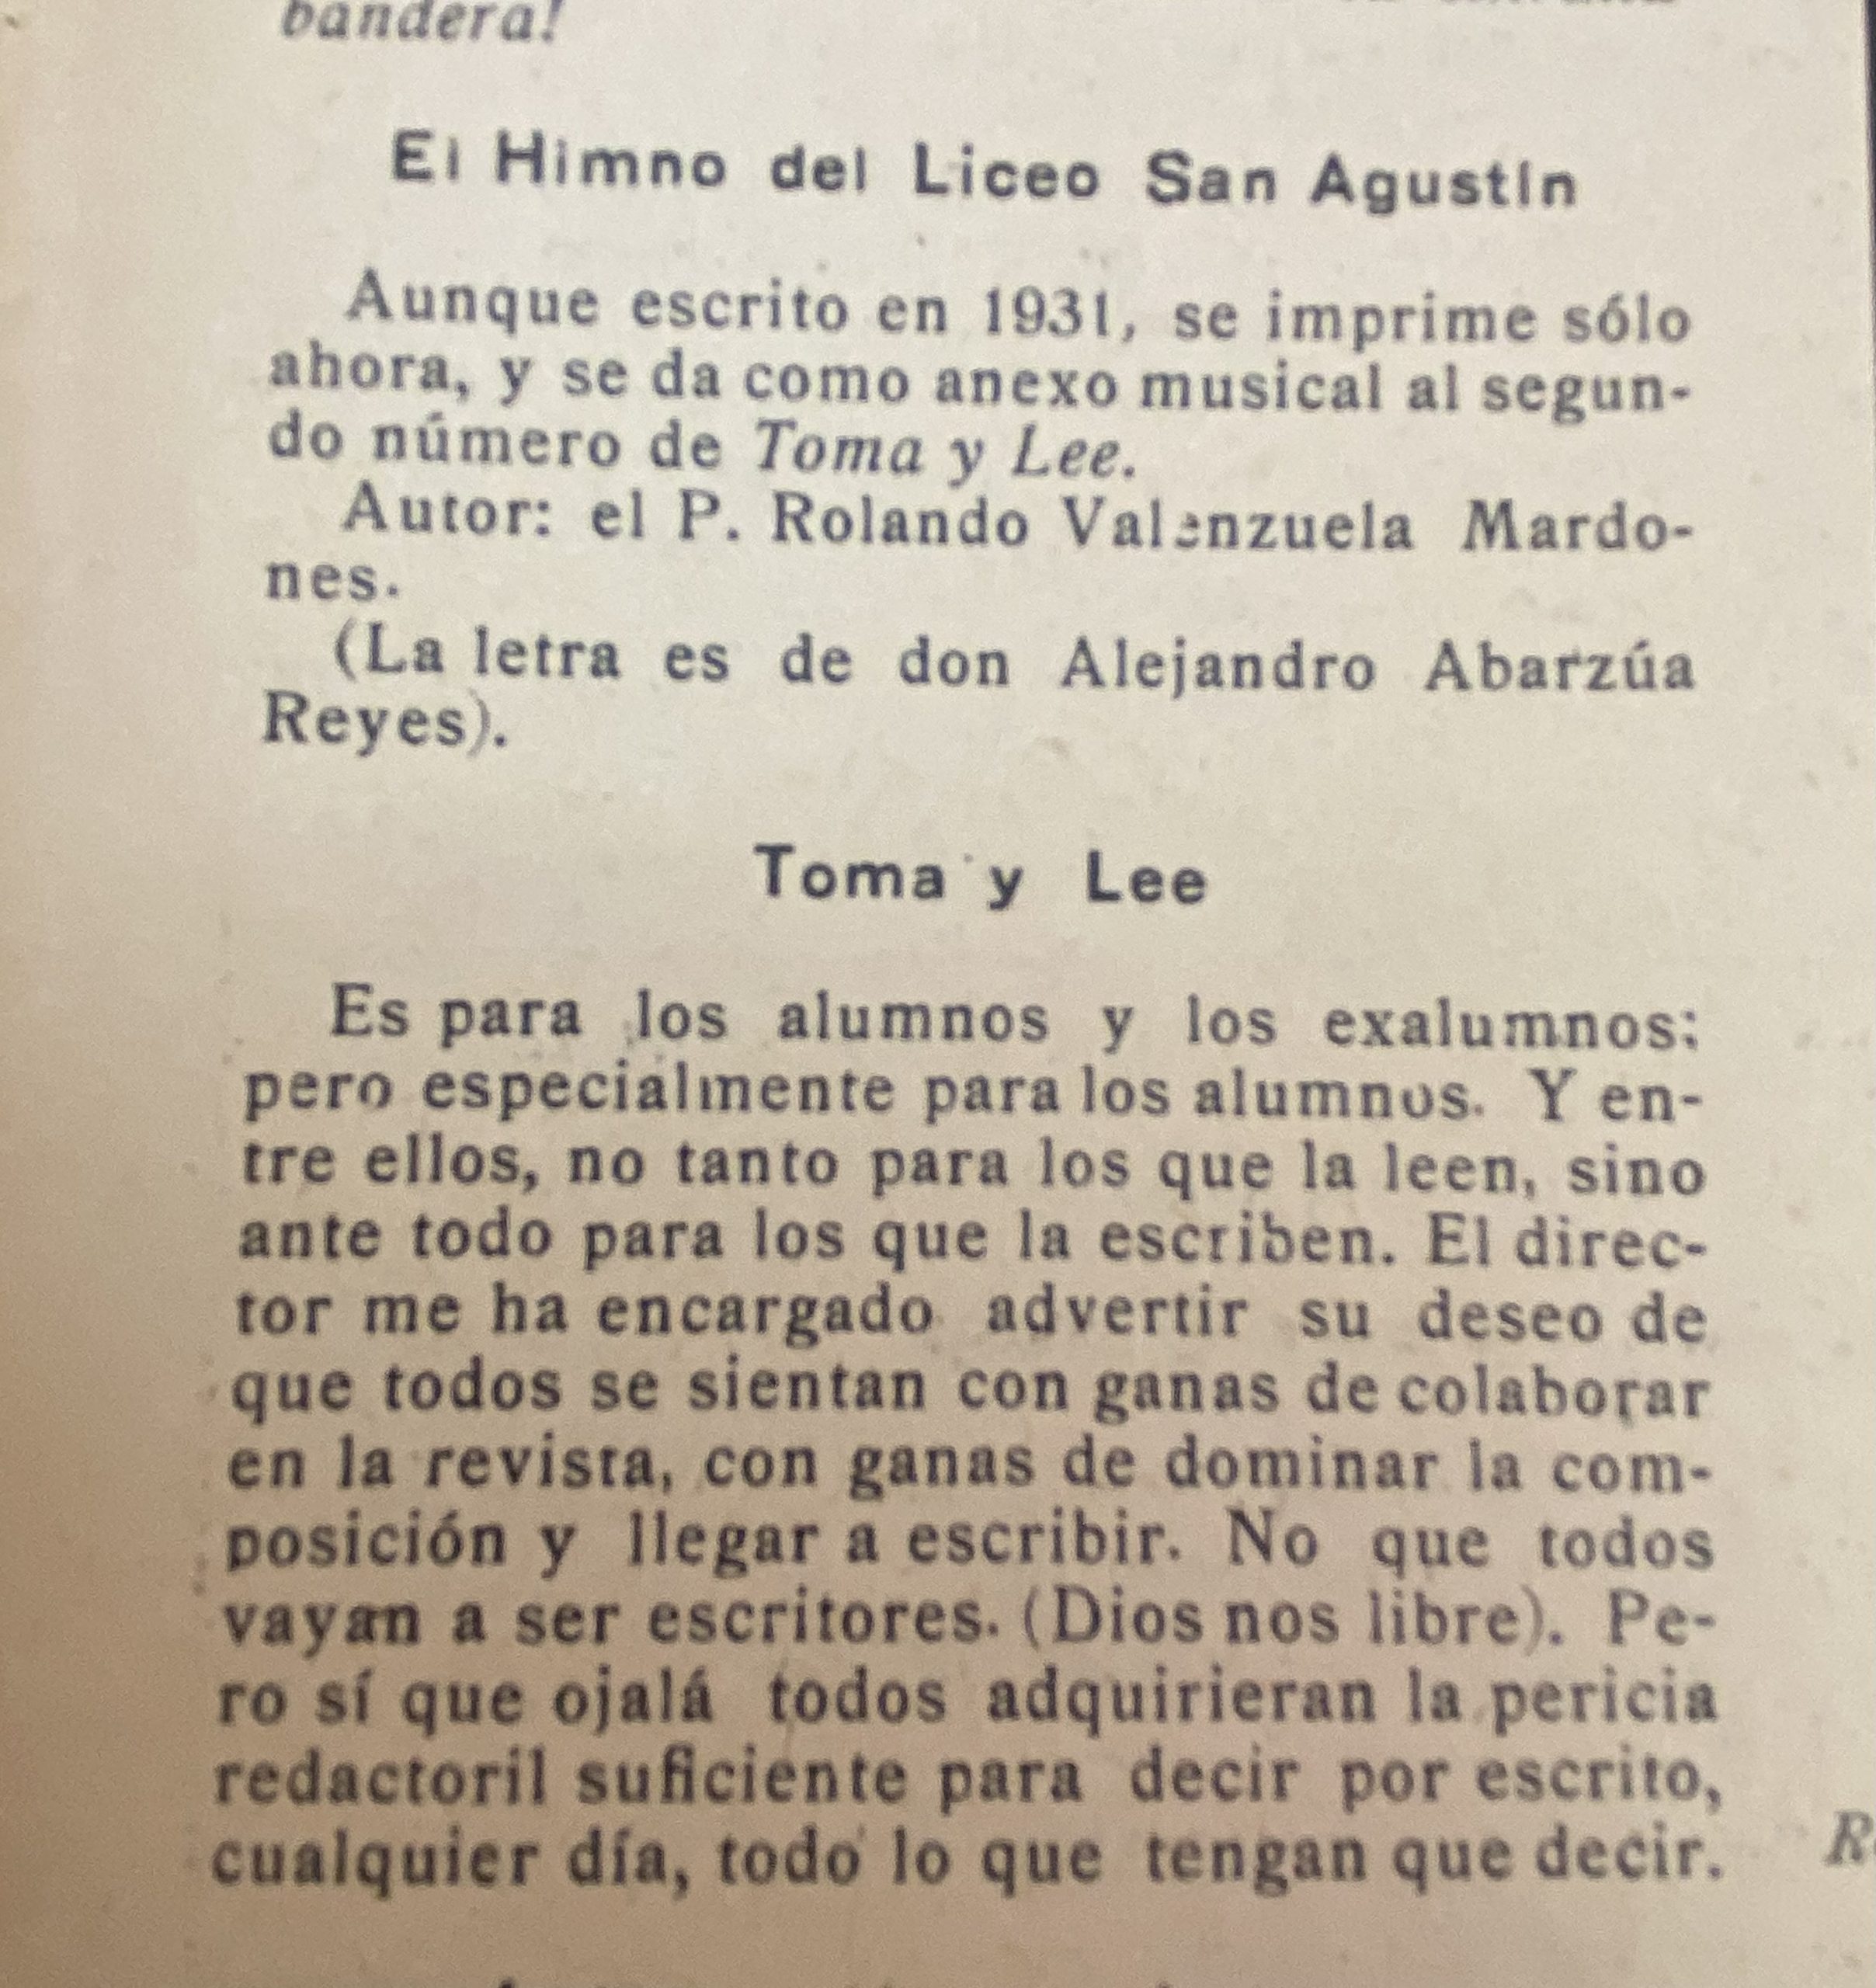 bandera!
El Himno del Liceo San Agustín
Aunque escrito en 1931, se imprime sólo
ahora, y se da como anexo musical al segun-
do número de Toma y Lee.
Autor: el P. Rolando Valenzuela Mardo-
nes.
(La letra es de don Alejandro Abarzúa
Reyes).
Toma y Lee
Es para los alumnos y los exalumnos;
pero especialmente para los alumnos. Y en-
tre ellos, no tanto para los que la leen, sino
ante todo para los que la escriben. El direc-
tor me ha encargado advertir su deseo de
que todos se sientan con ganas de colaborar
en la revista, con ganas de dominar la com-
posición y llegar a escribir. No que todos
vayan a ser escritores. (Dios nos libre). Pe-
ro sí que ojalá todos adquirieran la pericia
redactoril suficiente para decir por escrito,
cualquier día, todo lo que tengan que decir.